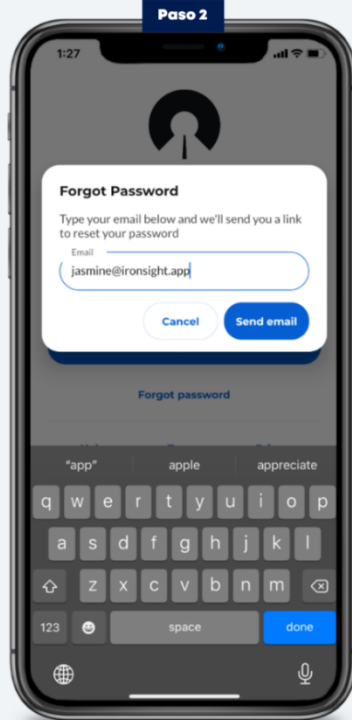 Paso 2
1:27
Forgot Password
Type your email below and we'll send you a link
to reset your password
Email
jasmine@ironsight.app
Cancel
Send email
Forgot password
"app"
apple
appreciate
q w e r t y u i o p
a s d f g h j k l
z x c v b n m
123
space
done